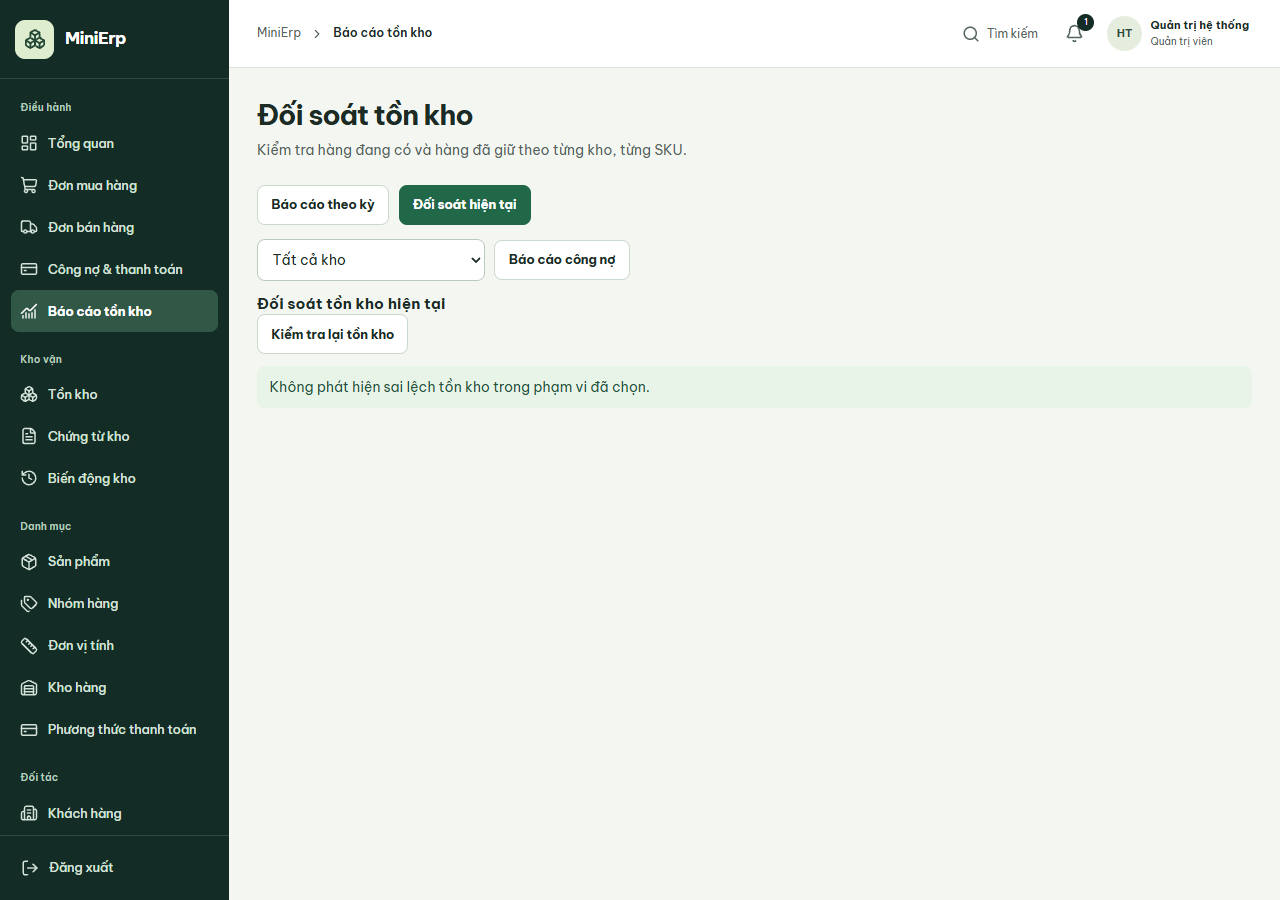 MiniErp
Điều hành
Tổng quan
Đơn mua hàng
Đơn bán hàng
Công nợ & thanh toán
Báo cáo tồn kho
Kho vận
Tồn kho
Chứng từ kho
Biến động kho
Danh mục
Sản phẩm
Nhóm hàng
Đơn vị tính
Kho hàng
Phương thức thanh toán
Đối tác
Khách hàng
Đăng xuất
MiniErp > Báo cáo tồn kho
Tìm kiếm
1
HT
Quản trị hệ thống
Quản trị viên
Đối soát tồn kho
Kiểm tra hàng đang có và hàng đã giữ theo từng kho, từng SKU.
Báo cáo theo kỳ
Đối soát hiện tại
Tất cả kho
Báo cáo công nợ
Đối soát tồn kho hiện tại
Kiểm tra lại tồn kho
Không phát hiện sai lệch tồn kho trong phạm vi đã chọn.